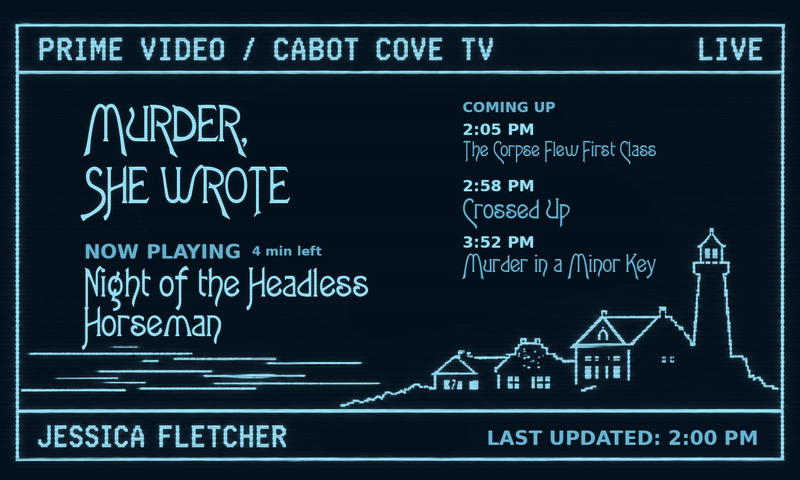 PRIME VIDEO / CABOT COVE TV
LIVE
MURDER,
SHE WROTE
NOW PLAYING 4 min left
Night of the Headless
Horseman
COMING UP
2:05 PM
The Corpse Flew First Class
2:58 PM
Crossed Up
3:52 PM
Murder in a Minor Key
JESSICA FLETCHER
LAST UPDATED: 2:00 PM